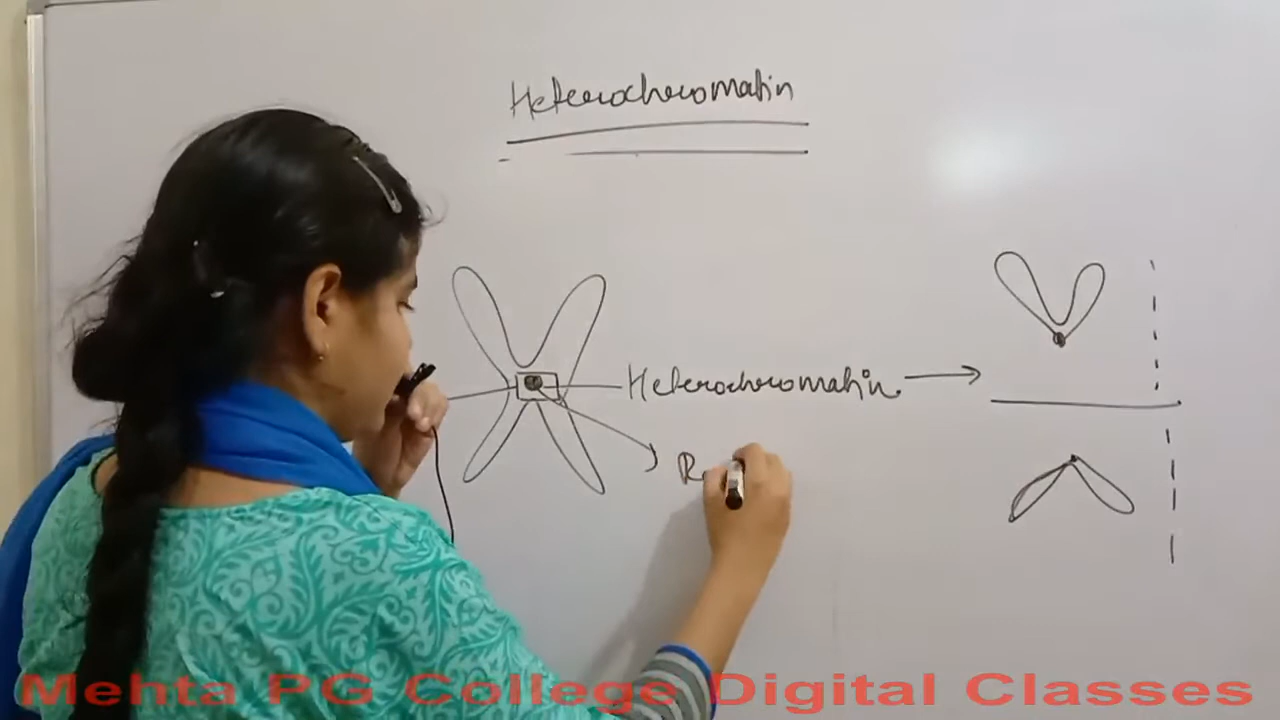 Heterochromatin
Heterochromatin
R
Mehta PG College Digital Classes